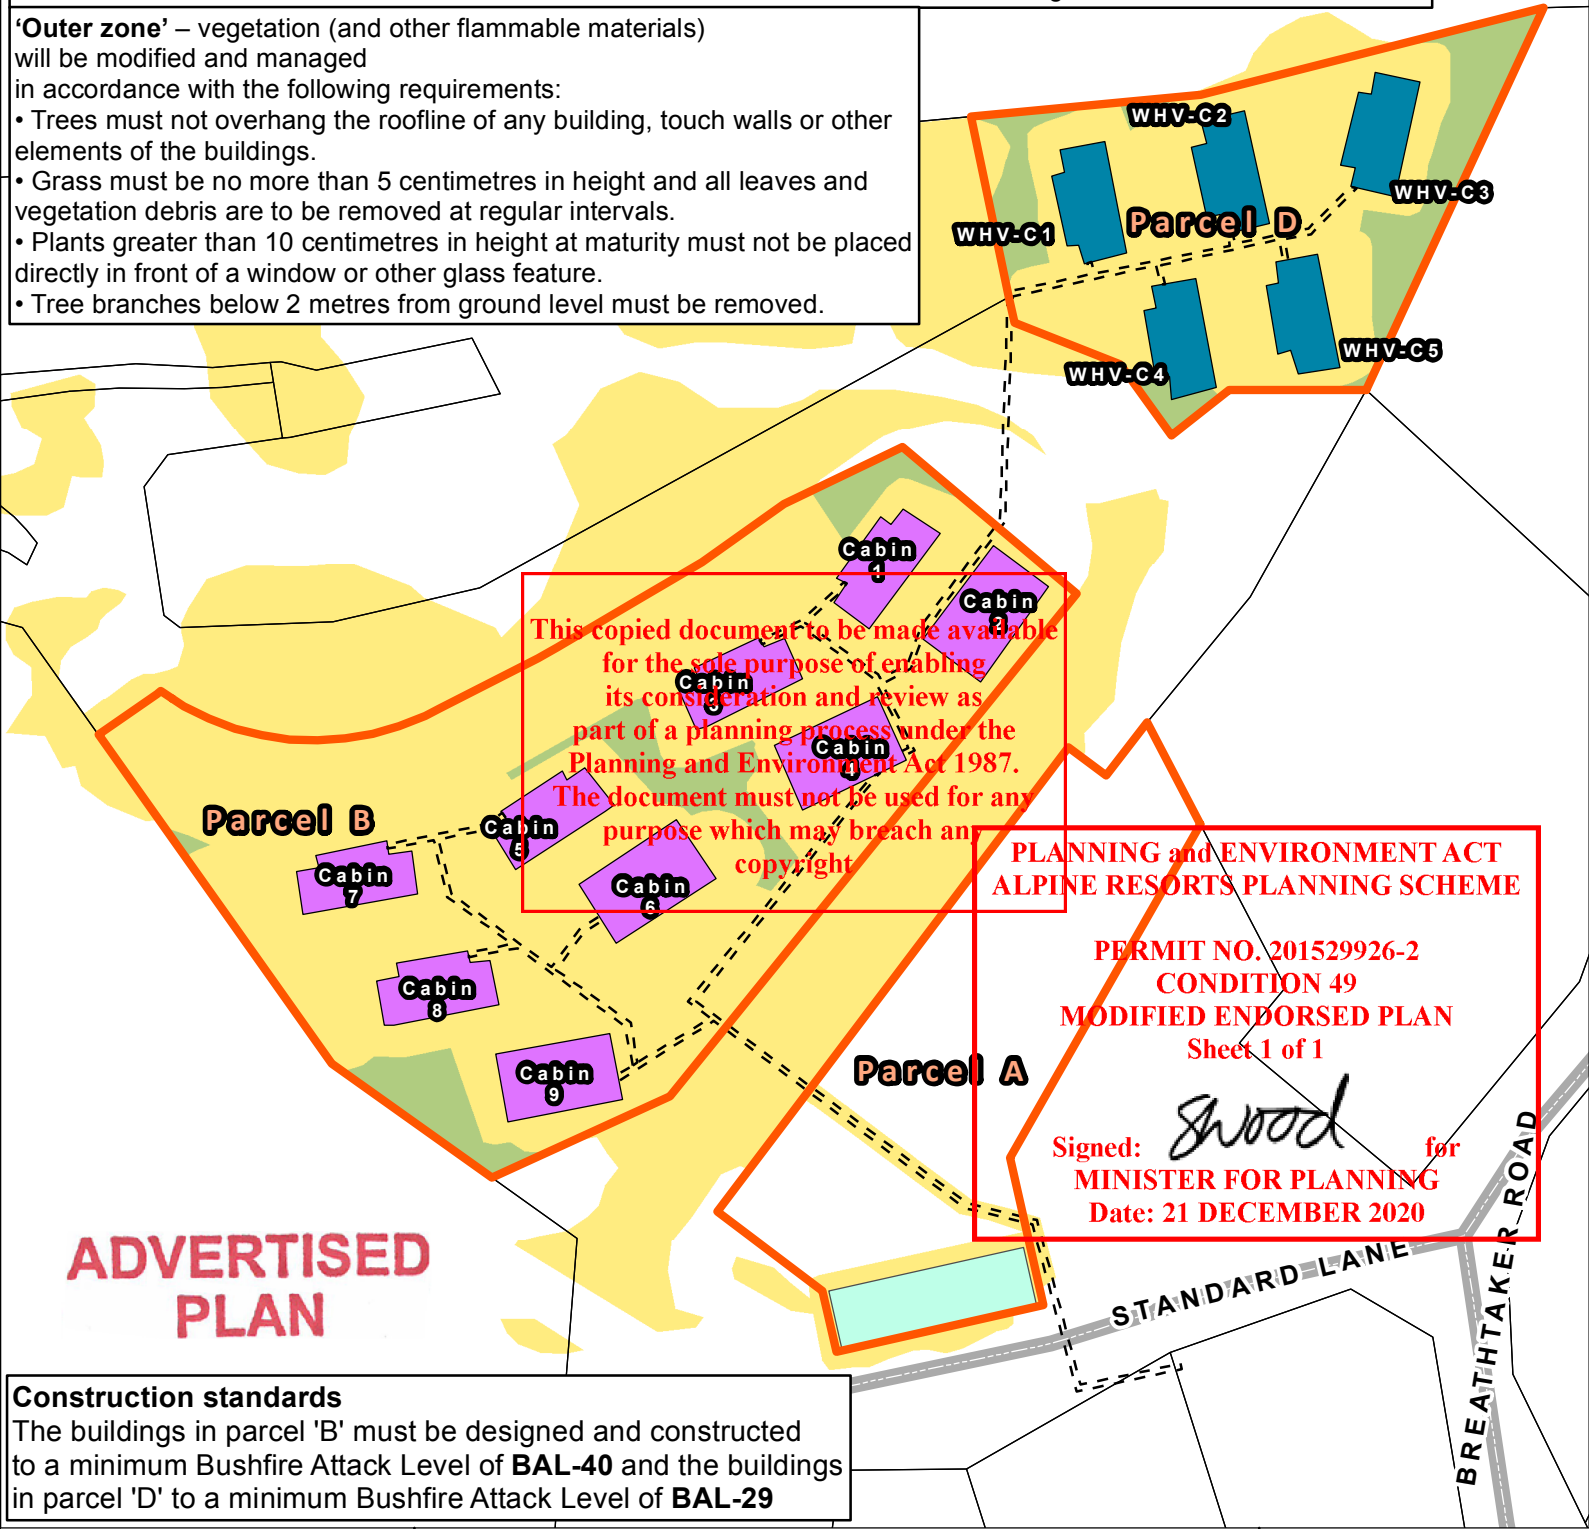 ‘Outer zone’ – vegetation (and other flammable materials)
will be modified and managed
in accordance with the following requirements:
• Trees must not overhang the roofline of any building, touch walls or other
elements of the buildings.
• Grass must be no more than 5 centimetres in height and all leaves and
vegetation debris are to be removed at regular intervals.
• Plants greater than 10 centimetres in height at maturity must not be placed
directly in front of a window or other glass feature.
• Tree branches below 2 metres from ground level must be removed.
WHV-C2
WHV-C3
WHV-C1
Parcel D
WHV-C5
WHV-C4
Cabin
1
Cabin
2
Cabin
3
Cabin
4
Cabin
5
Cabin
6
Cabin
7
Cabin
8
Cabin
9
Parcel B
Parcel A
This copied document to be made available
for the sole purpose of enabling
its consideration and review as
part of a planning process under the
Planning and Environment Act 1987.
The document must not be used for any
purpose which may breach any
copyright
PLANNING and ENVIRONMENT ACT
ALPINE RESORTS PLANNING SCHEME
PERMIT NO. 201529926-2
CONDITION 49
MODIFIED ENDORSED PLAN
Sheet 1 of 1
Signed: swood for
MINISTER FOR PLANNING
Date: 21 DECEMBER 2020
STANDARD LANE
BREATHTAKER ROAD
ADVERTISED
PLAN
Construction standards
The buildings in parcel 'B' must be designed and constructed
to a minimum Bushfire Attack Level of BAL-40 and the buildings
in parcel 'D' to a minimum Bushfire Attack Level of BAL-29